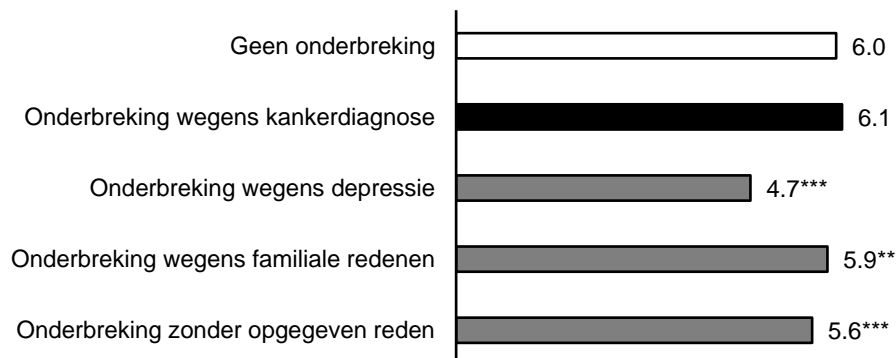 Geen onderbreking 6.0
Onderbreking wegens kankerdiagnose 6.1
Onderbreking wegens depressie 4.7***
Onderbreking wegens familiale redenen 5.9**
Onderbreking zonder opgegeven reden 5.6***